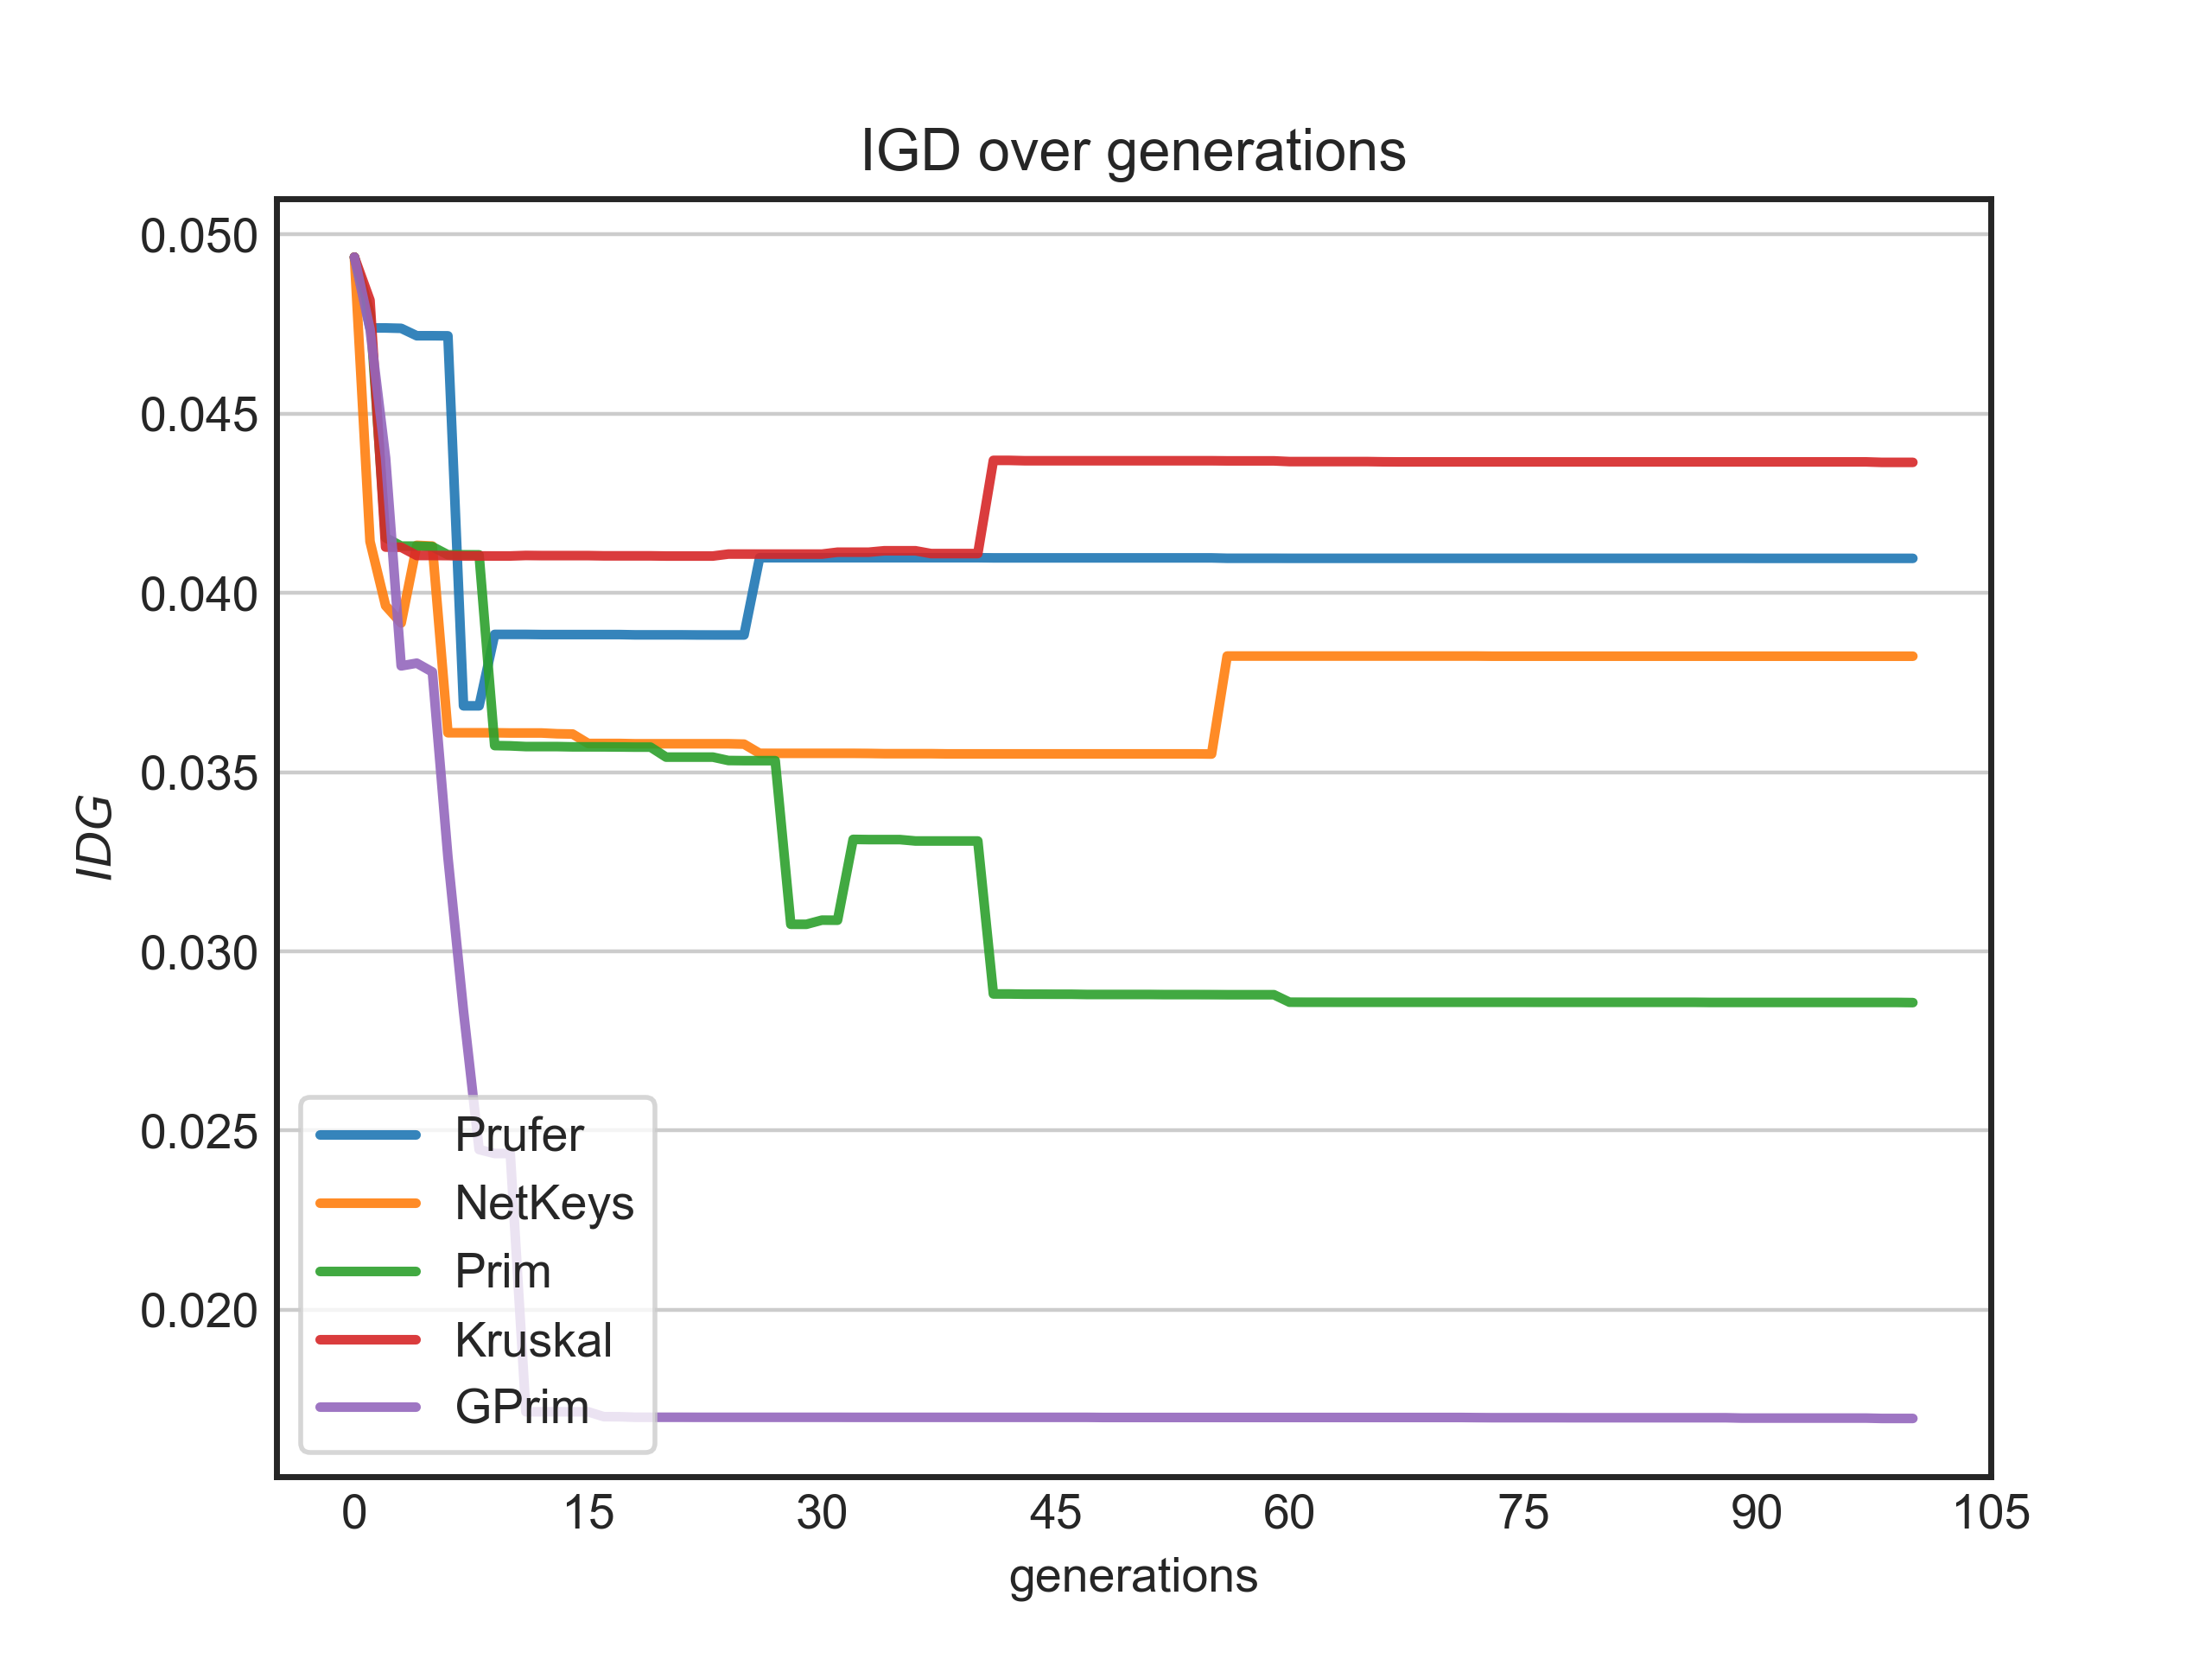 IGD over generations
0.050
0.045
0.040
0.035
0.030
0.025
0.020
IDG
Prufer
NetKeys
Prim
Kruskal
GPrim
0 15 30 45 60 75 90 105
generations